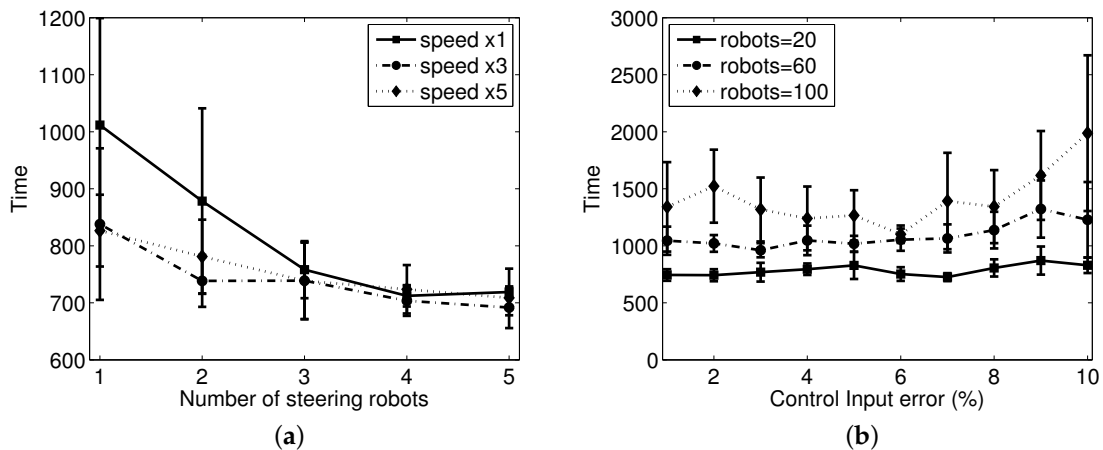 1200
1100
1000
900
800
700
600
Time
1
2
3
4
5
Number of steering robots
speed x1
speed x3
speed x5
(a)
3000
2500
2000
1500
1000
500
0
Time
2
4
6
8
10
Control Input error (%)
robots=20
robots=60
robots=100
(b)